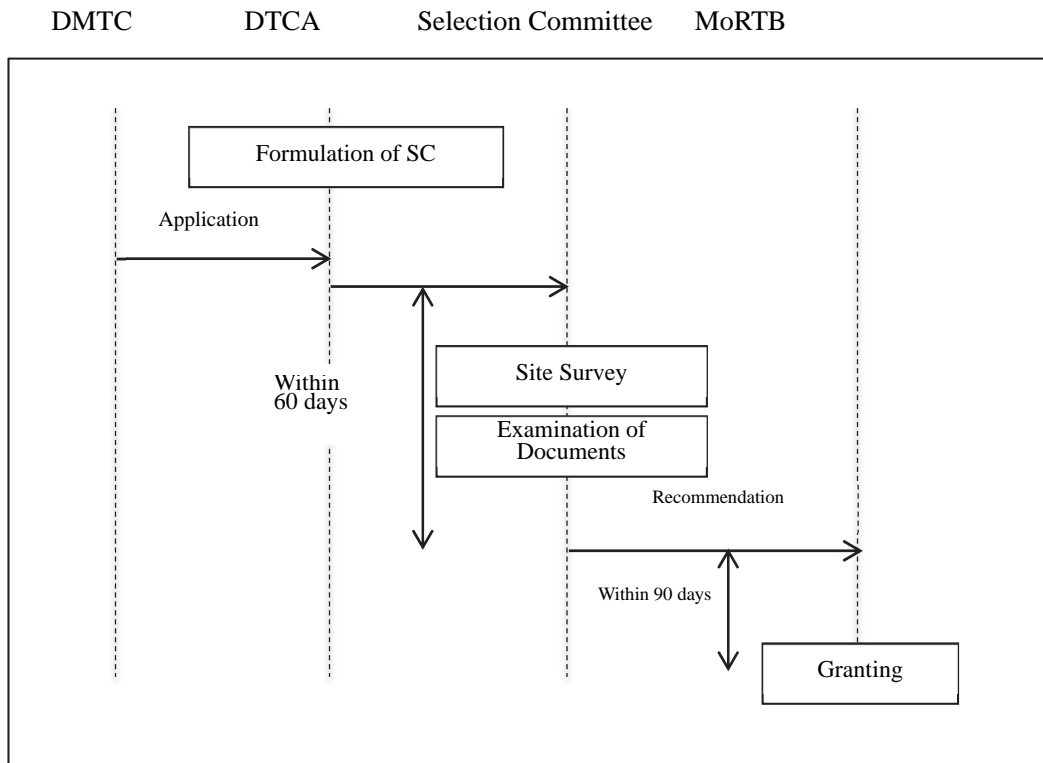 DMTC DTCA Selection Committee MoRTB
Formulation of SC
Application
Site Survey
Within
60 days
Examination of
Documents
Recommendation
Within 90 days
Granting